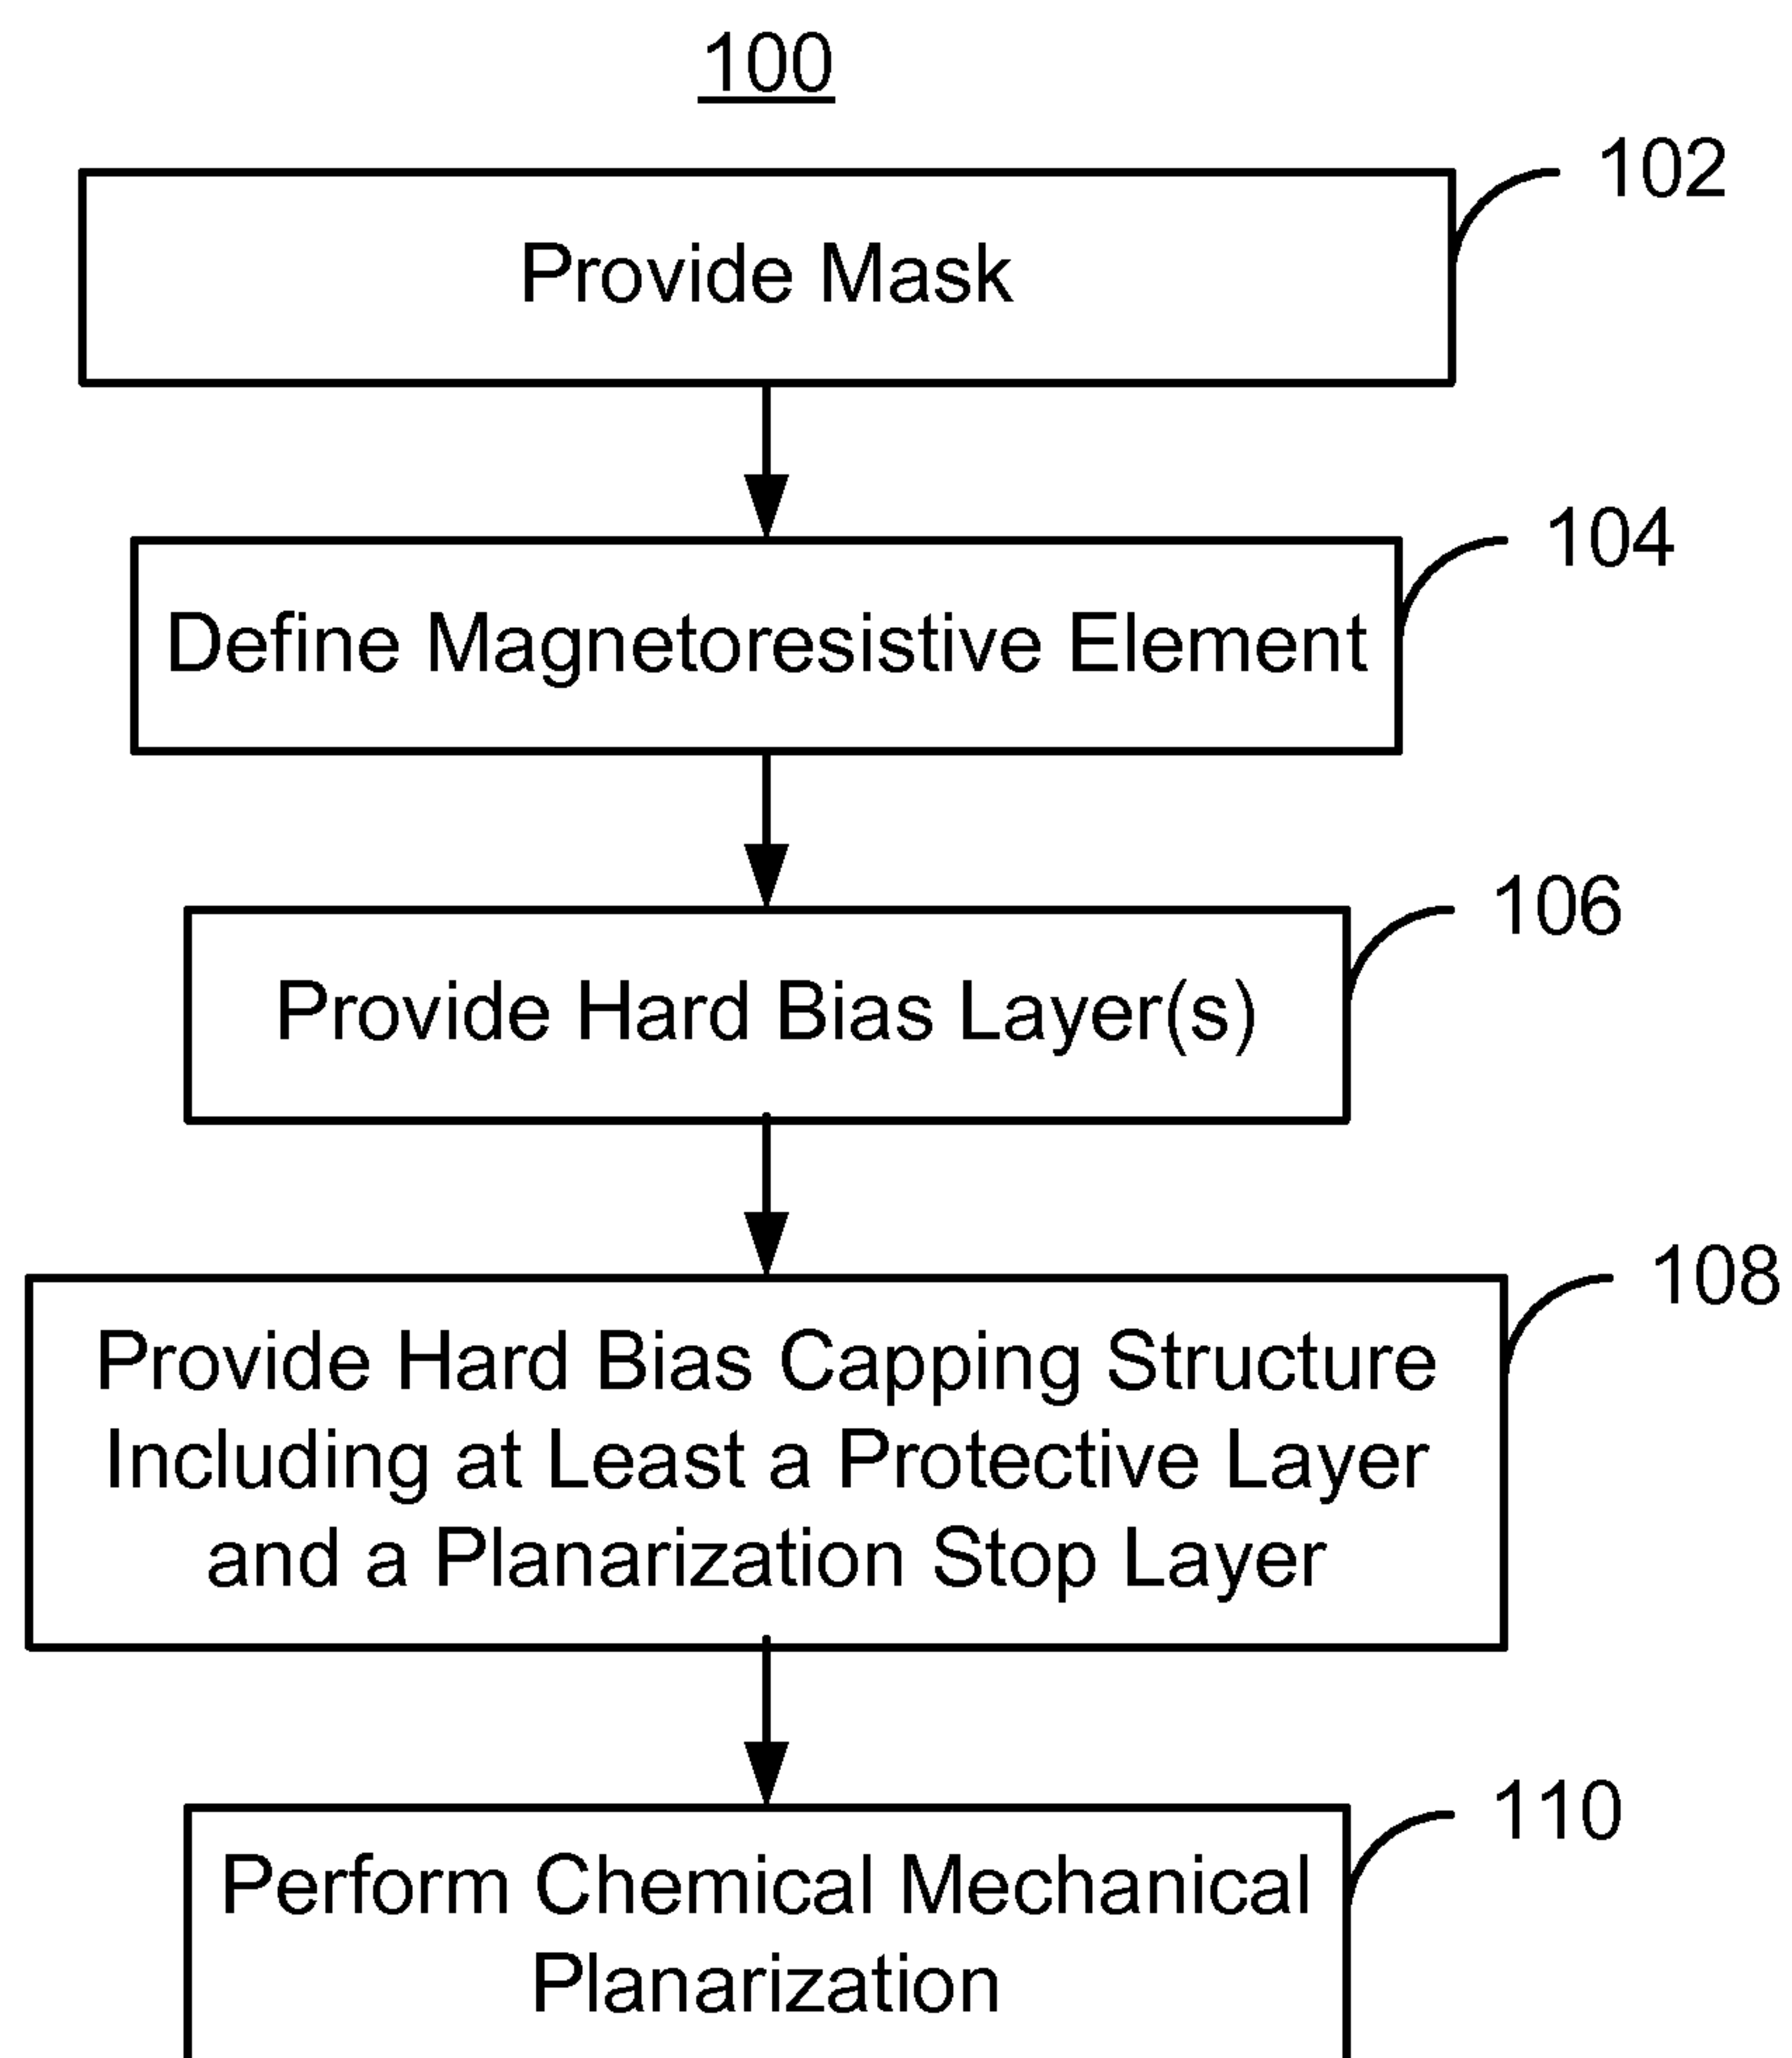 100
102
Provide Mask
104
Define Magnetoresistive Element
106
Provide Hard Bias Layer(s)
108
Provide Hard Bias Capping Structure
Including at Least a Protective Layer
and a Planarization Stop Layer
110
Perform Chemical Mechanical
Planarization